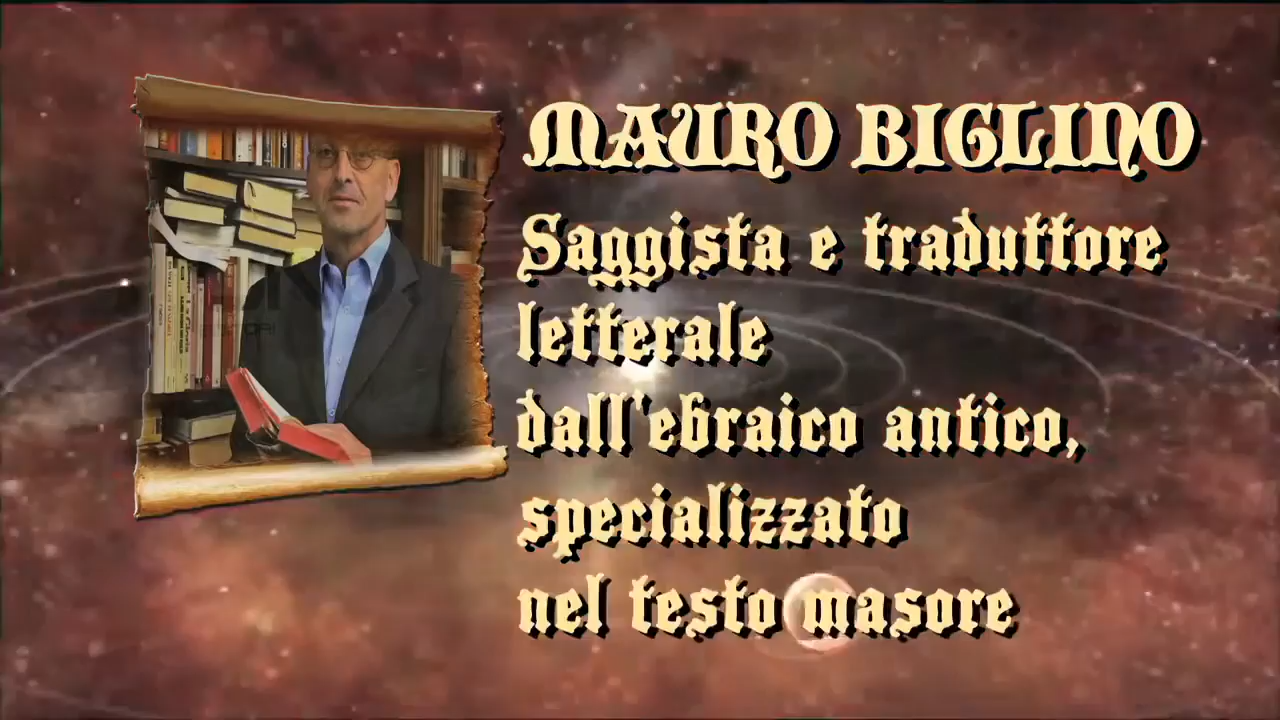 MAURO BIGLINO
Saggista e traduttore
letterale
dall'ebraico antico,
specializzato
nel testo masore